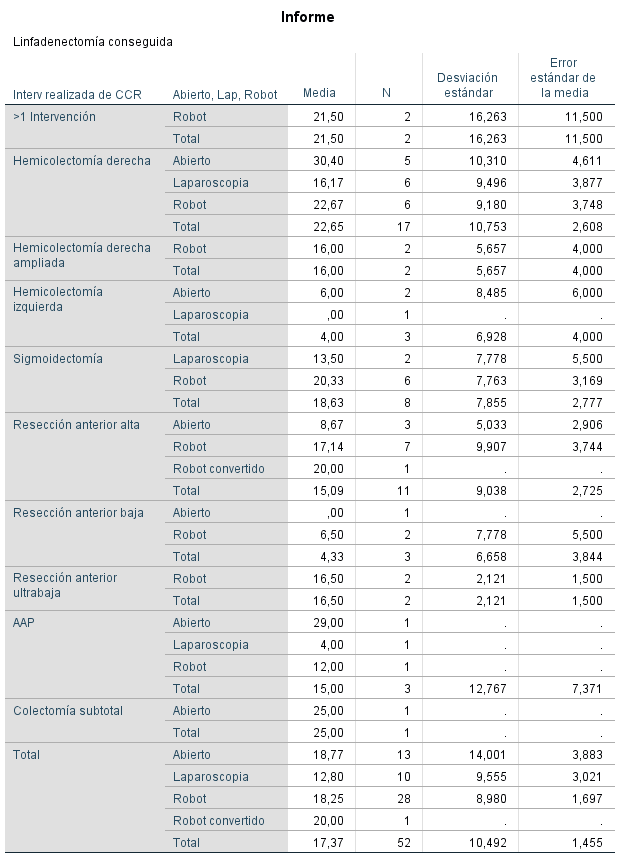 Informe
Linfadenectomía conseguida
Interv realizada de CCR Abierto, Lap, Robot Media N Desviación estándar Error estándar de la media
>1 Intervención Robot 21,50 2 16,263 11,500
Total 21,50 2 16,263 11,500
Hemicolectomía derecha Abierto 30,40 5 10,310 4,611
Laparoscopia 16,17 6 9,496 3,877
Robot 22,67 6 9,180 3,748
Total 22,65 17 10,753 2,608
Hemicolectomía derecha ampliada Robot 16,00 2 5,657 4,000
Total 16,00 2 5,657 4,000
Hemicolectomía izquierda Abierto 6,00 2 8,485 6,000
Laparoscopia ,00 1 . .
Total 4,00 3 6,928 4,000
Sigmoidectomía Laparoscopia 13,50 2 7,778 5,500
Robot 20,33 6 7,763 3,169
Total 18,63 8 7,855 2,777
Resección anterior alta Abierto 8,67 3 5,033 2,906
Robot 17,14 7 9,907 3,744
Robot convertido 20,00 1 . .
Total 15,09 11 9,038 2,725
Resección anterior baja Abierto ,00 1 . .
Robot 6,50 2 7,778 5,500
Total 4,33 3 6,658 3,844
Resección anterior ultrabaja Robot 16,50 2 2,121 1,500
Total 16,50 2 2,121 1,500
AAP Abierto 29,00 1 . .
Laparoscopia 4,00 1 . .
Robot 12,00 1 . .
Total 15,00 3 12,767 7,371
Colectomía subtotal Abierto 25,00 1 . .
Total 25,00 1 . .
Total Abierto 18,77 13 14,001 3,883
Laparoscopia 12,80 10 9,555 3,021
Robot 18,25 28 8,980 1,697
Robot convertido 20,00 1 . .
Total 17,37 52 10,492 1,455